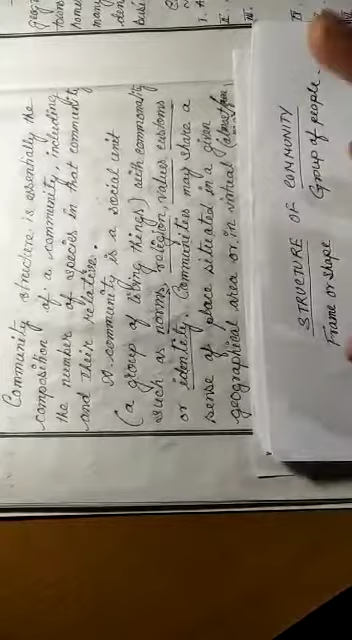 Community structure is essentially the
composition of a community, including
the number of species in that community
and their relative.
A community is a social unit
(a group of living things) with commonality
such as norms, religion, values, customs
or identity. Communities may share a
sense of place situated in a given
geographical area or in virtual
STRUCTURE OF COMMUNITY
Frame or shape Group of people.